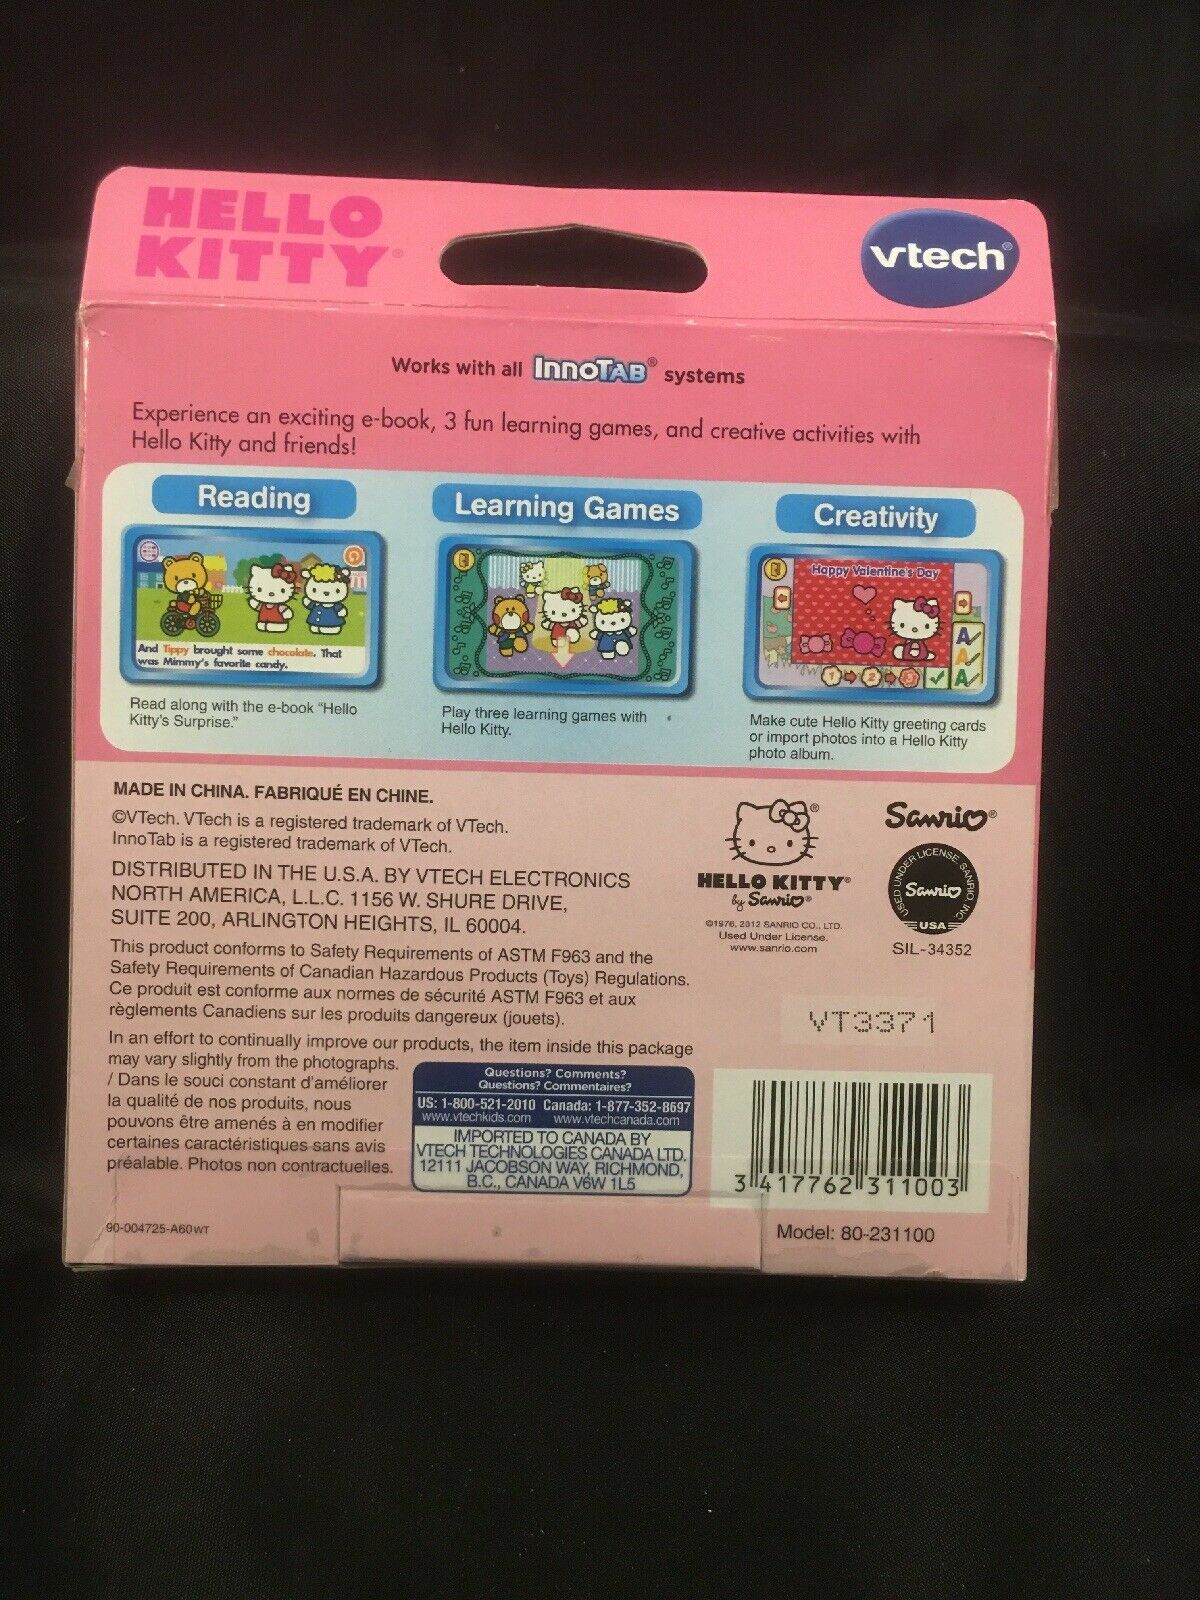 HELLO
KITTY®
vtech®
Works with all InnoTAB® systems
Experience an exciting e-book, 3 fun learning games, and creative activities with
Hello Kitty and friends!
Reading
And Tippy brought some chocolate. That
was Mimmy's favorite candy.
Read along with the e-book "Hello
Kitty's Surprise."
Learning Games
Play three learning games with
Hello Kitty.
Creativity
Happy Valentine's Day
A
A
A
1 2 3
Make cute Hello Kitty greeting cards
or import photos into a Hello Kitty
photo album.
MADE IN CHINA. FABRIQUÉ EN CHINE.
©VTech. VTech is a registered trademark of VTech.
InnoTab is a registered trademark of VTech.
DISTRIBUTED IN THE U.S.A. BY VTECH ELECTRONICS
NORTH AMERICA, L.L.C. 1156 W. SHURE DRIVE,
SUITE 200, ARLINGTON HEIGHTS, IL 60004.
This product conforms to Safety Requirements of ASTM F963 and the
Safety Requirements of Canadian Hazardous Products (Toys) Regulations.
Ce produit est conforme aux normes de sécurité ASTM F963 et aux
règlements Canadiens sur les produits dangereux (jouets).
In an effort to continually improve our products, the item inside this package
may vary slightly from the photographs.
/ Dans le souci constant d'améliorer
la qualité de nos produits, nous
pouvons être amenés à en modifier
certaines caractéristiques sans avis
préalable. Photos non contractuelles.
Questions? Comments?
Questions? Commentaires?
US: 1-800-521-2010 Canada: 1-877-352-8697
www.vtechkids.com www.vtechcanada.com
IMPORTED TO CANADA BY
VTECH TECHNOLOGIES CANADA LTD.
12111 JACOBSON WAY, RICHMOND,
B.C., CANADA V6W 1L5
90-004725-A60WT
®
HELLO KITTY®
by Sanrio®
©1976, 2012 SANRIO CO., LTD.
Used Under License.
www.sanrio.com
Sanrio®
USED UNDER LICENSE, SANRIO, INC.
Sanrio
USA
SIL-34352
VT3371
3 417762 311003
Model: 80-231100